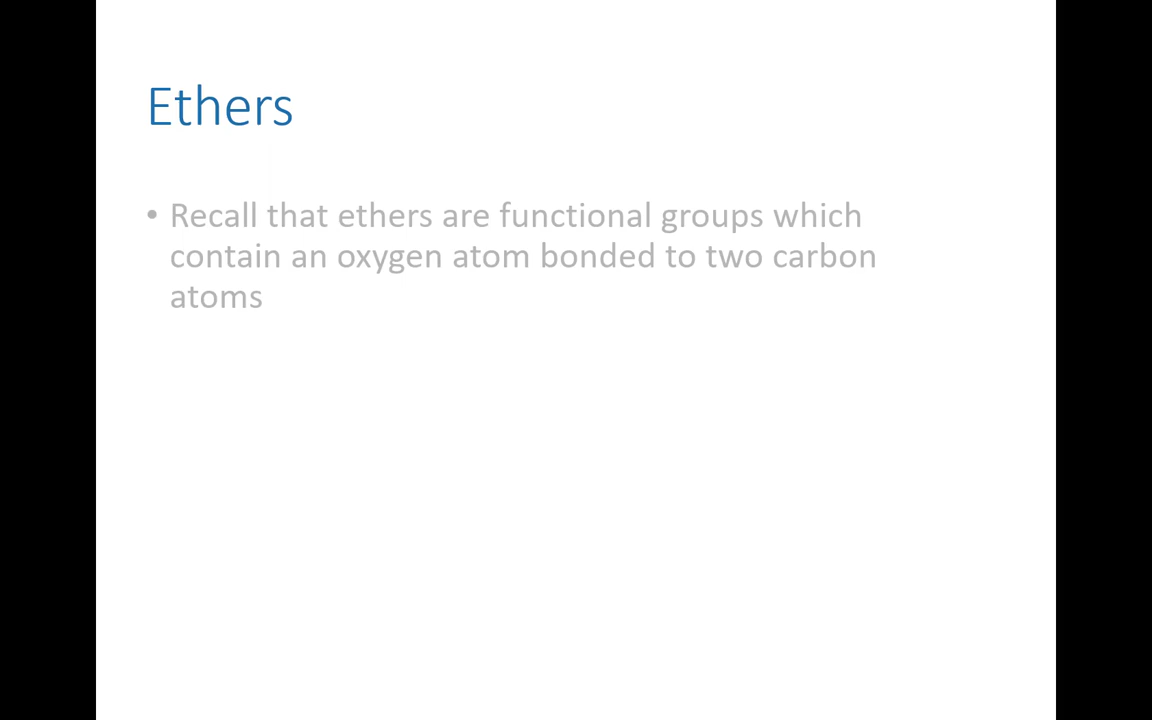 Ethers
• Recall that ethers are functional groups which
contain an oxygen atom bonded to two carbon
atoms